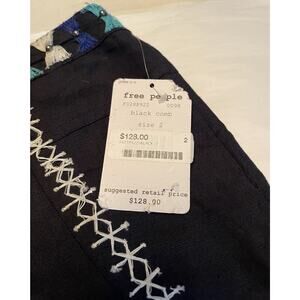 free people
black comb
size 2
$128.00
2
suggested retail price
$128.00